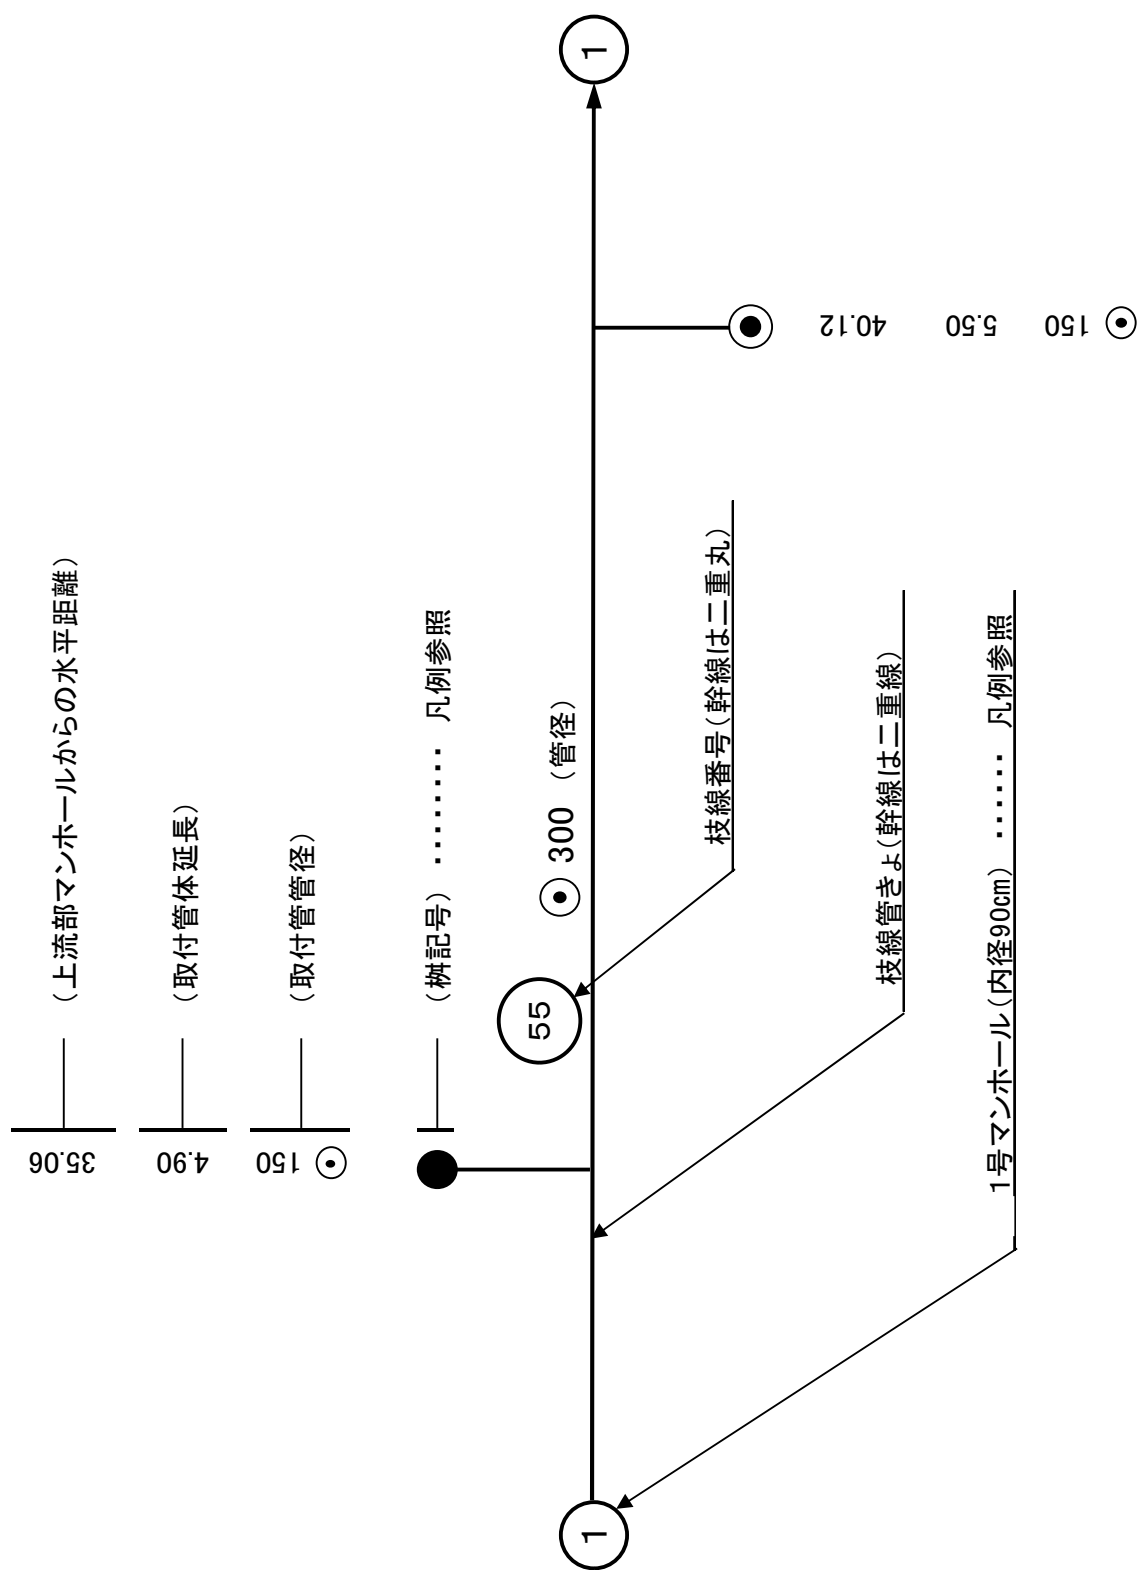 35.06
(上流部マンホールからの水平距離)
4.90
(取付管体延長)
150
(取付管管径)
(桝記号) ········ 凡例参照
55
300 (管径)
1
1
枝線番号(幹線は二重丸)
40.12
枝線管きょ(幹線は二重線)
5.50
1号マンホール(内径90㎝) ······ 凡例参照
150